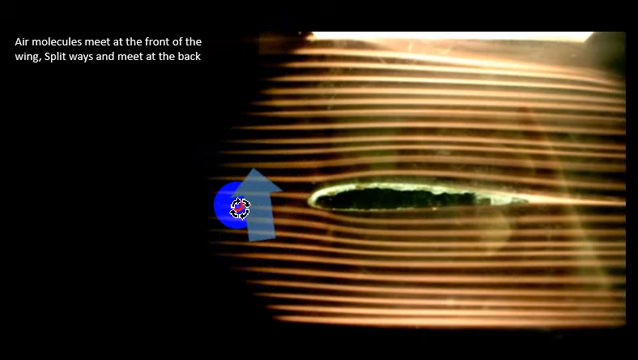 Air molecules meet at the front of the
wing, Split ways and meet at the back